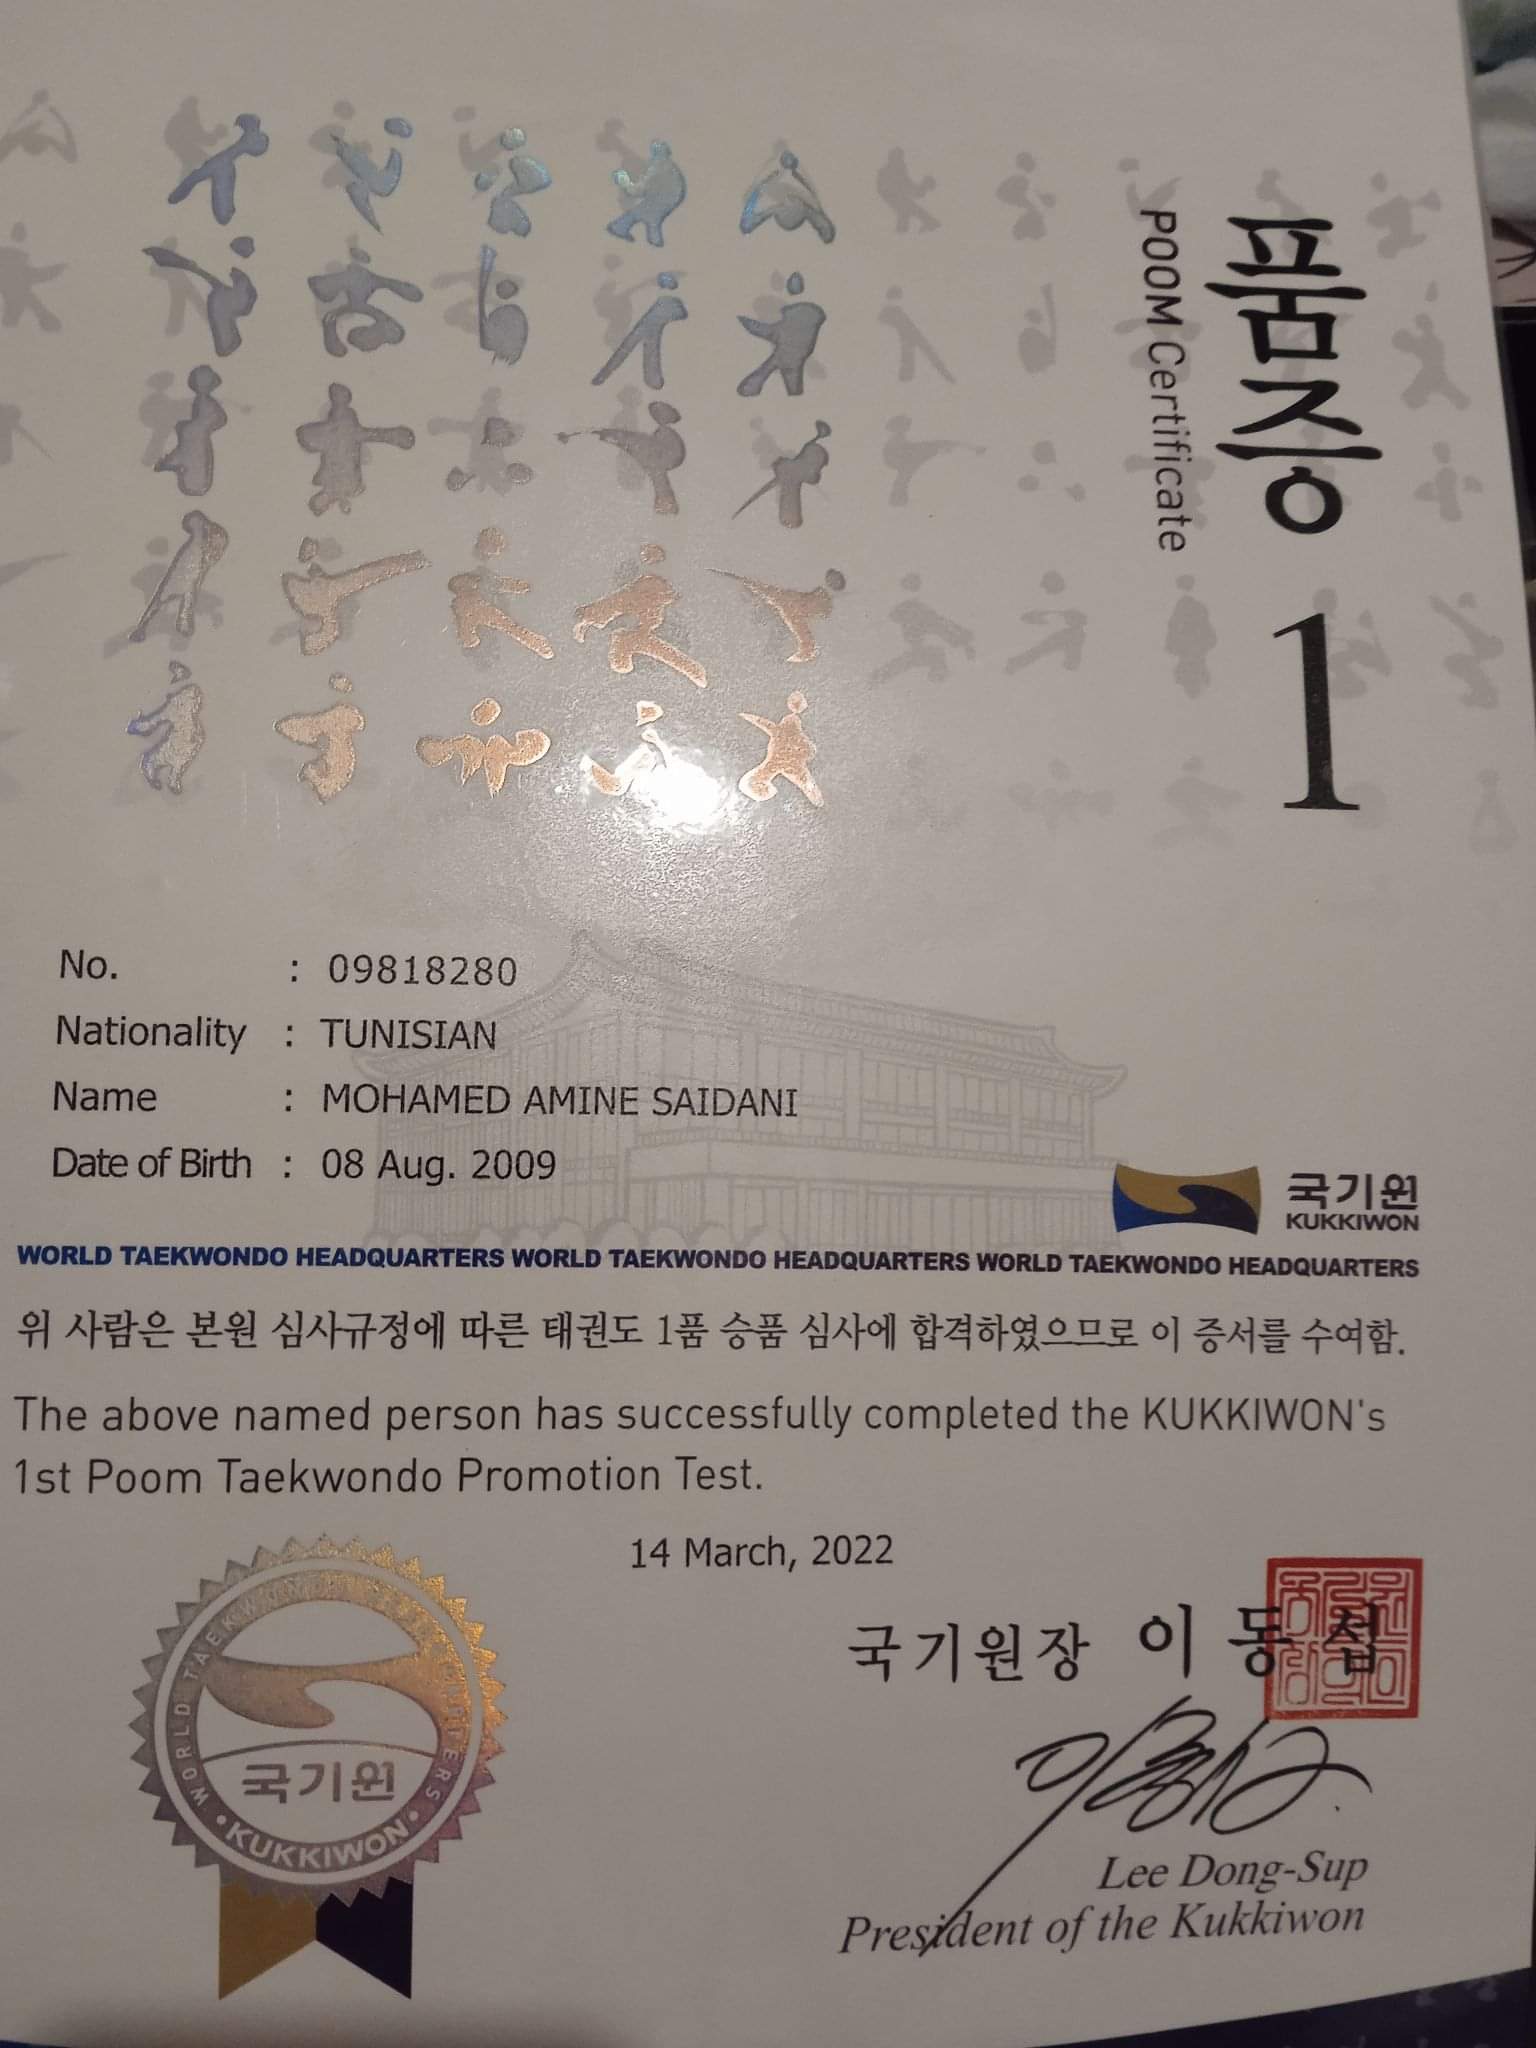 품증 1
POOM Certificate
No. : 09818280
Nationality : TUNISIAN
Name : MOHAMED AMINE SAIDANI
Date of Birth : 08 Aug. 2009
국기원
KUKKIWON
WORLD TAEKWONDO HEADQUARTERS WORLD TAEKWONDO HEADQUARTERS WORLD TAEKWONDO HEADQUARTERS
위 사람은 본원 심사규정에 따른 태권도 1품 승품 심사에 합격하였으므로 이 증서를 수여함.
The above named person has successfully completed the KUKKIWON's
1st Poom Taekwondo Promotion Test.
14 March, 2022
국기원장 이동섭
Lee Dong-Sup
President of the Kukkiwon
WORLD TAEKWONDO HEADQUARTERS
국기원
• KUKKIWON •